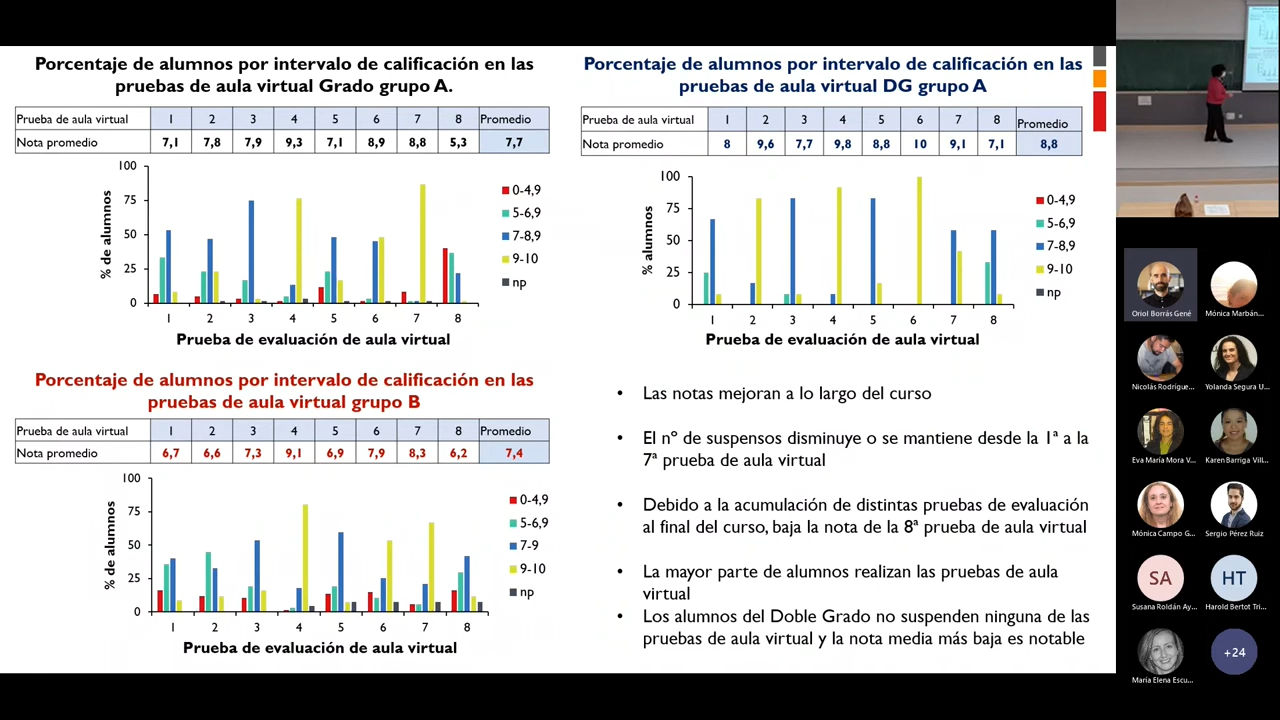 Porcentaje de alumnos por intervalo de calificación en las
pruebas de aula virtual Grado grupo A.
Prueba de aula virtual 1 2 3 4 5 6 7 8 Promedio
Nota promedio 7,1 7,8 7,9 9,3 7,1 8,9 8,8 5,3 7,7
100
75
50
25
0
% de alumnos
1 2 3 4 5 6 7 8
Prueba de evaluación de aula virtual
0-4,9
5-6,9
7-8,9
9-10
np
Porcentaje de alumnos por intervalo de calificación en las
pruebas de aula virtual DG grupo A
Prueba de aula virtual 1 2 3 4 5 6 7 8 Promedio
Nota promedio 8 9,6 7,7 9,8 8,8 10 9,1 7,1 8,8
100
75
50
25
0
% alumnos
1 2 3 4 5 6 7 8
Prueba de evaluación de aula virtual
0-4,9
5-6,9
7-8,9
9-10
np
Porcentaje de alumnos por intervalo de calificación en las
pruebas de aula virtual grupo B
Prueba de aula virtual 1 2 3 4 5 6 7 8 Promedio
Nota promedio 6,7 6,6 7,3 9,1 6,9 7,9 8,3 6,2 7,4
100
75
50
25
0
% de alumnos
1 2 3 4 5 6 7 8
Prueba de evaluación de aula virtual
0-4,9
5-6,9
7-9
9-10
np
• Las notas mejoran a lo largo del curso
• El nº de suspensos disminuye o se mantiene desde la 1ª a la
7ª prueba de aula virtual
• Debido a la acumulación de distintas pruebas de evaluación
al final del curso, baja la nota de la 8ª prueba de aula virtual
• La mayor parte de alumnos realizan las pruebas de aula
virtual
• Los alumnos del Doble Grado no suspenden ninguna de las
pruebas de aula virtual y la nota media más baja es notable
Oriol Borrás Gené
Mónica Marbán...
Nicolás Rodrígue...
Yolanda Segura U...
Eva María Mora V...
Karen Barriga Vill...
Mónica Campo G...
Sergio Pérez Ruiz
SA
HT
Susana Roldán Ay...
Harold Bertot Tri...
+24
María Elena Escu...